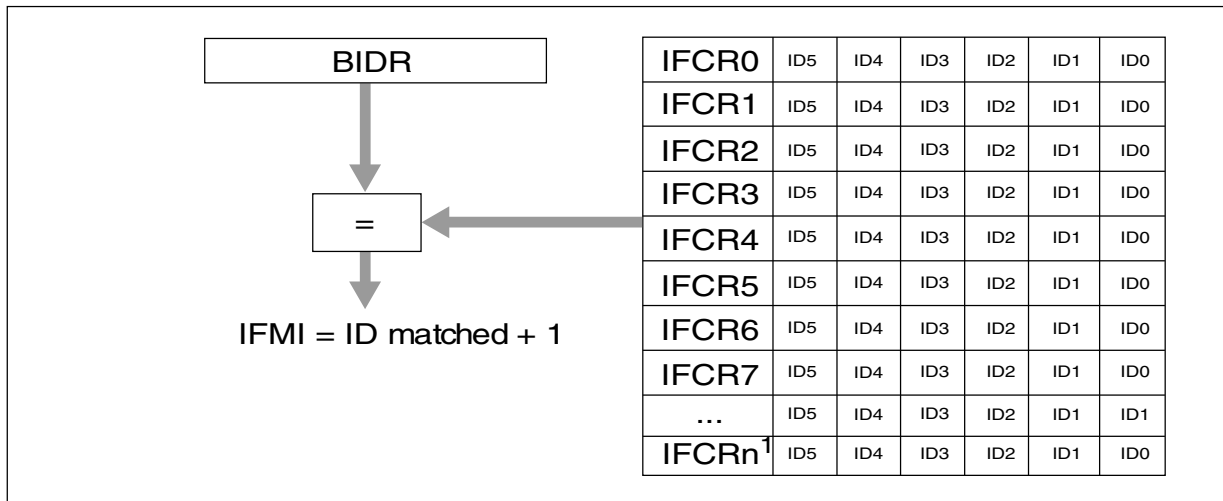 BIDR
=
IFMI = ID matched + 1
IFCR0 ID5 ID4 ID3 ID2 ID1 ID0
IFCR1 ID5 ID4 ID3 ID2 ID1 ID0
IFCR2 ID5 ID4 ID3 ID2 ID1 ID0
IFCR3 ID5 ID4 ID3 ID2 ID1 ID0
IFCR4 ID5 ID4 ID3 ID2 ID1 ID0
IFCR5 ID5 ID4 ID3 ID2 ID1 ID0
IFCR6 ID5 ID4 ID3 ID2 ID1 ID0
IFCR7 ID5 ID4 ID3 ID2 ID1 ID0
... ID5 ID4 ID3 ID2 ID1 ID1
IFCRn¹ ID5 ID4 ID3 ID2 ID1 ID0